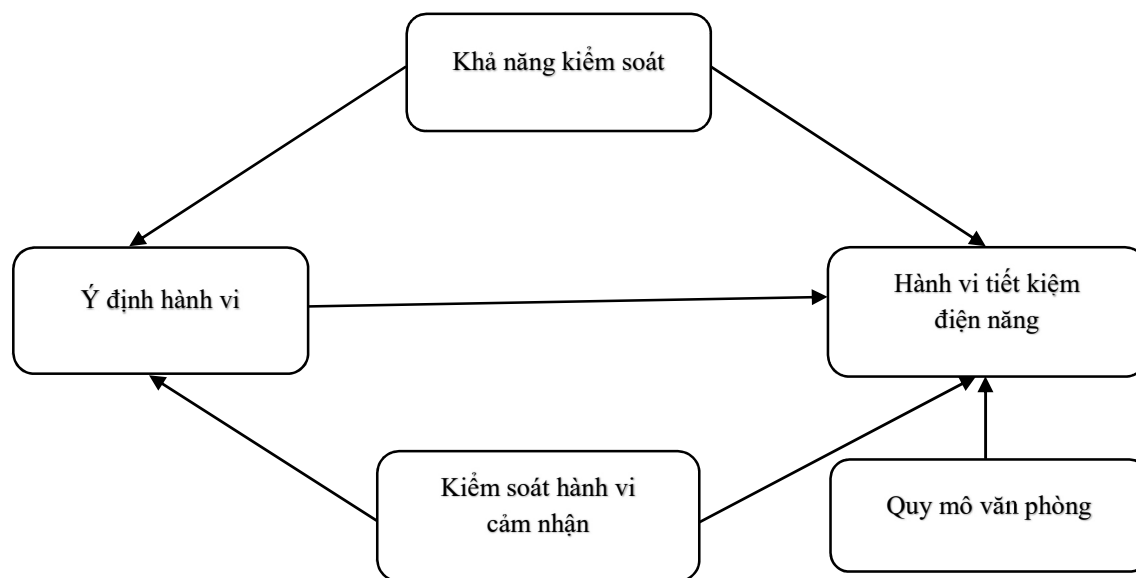 Khả năng kiểm soát
Ý định hành vi
Hành vi tiết kiệm
điện năng
Kiểm soát hành vi
cảm nhận
Quy mô văn phòng